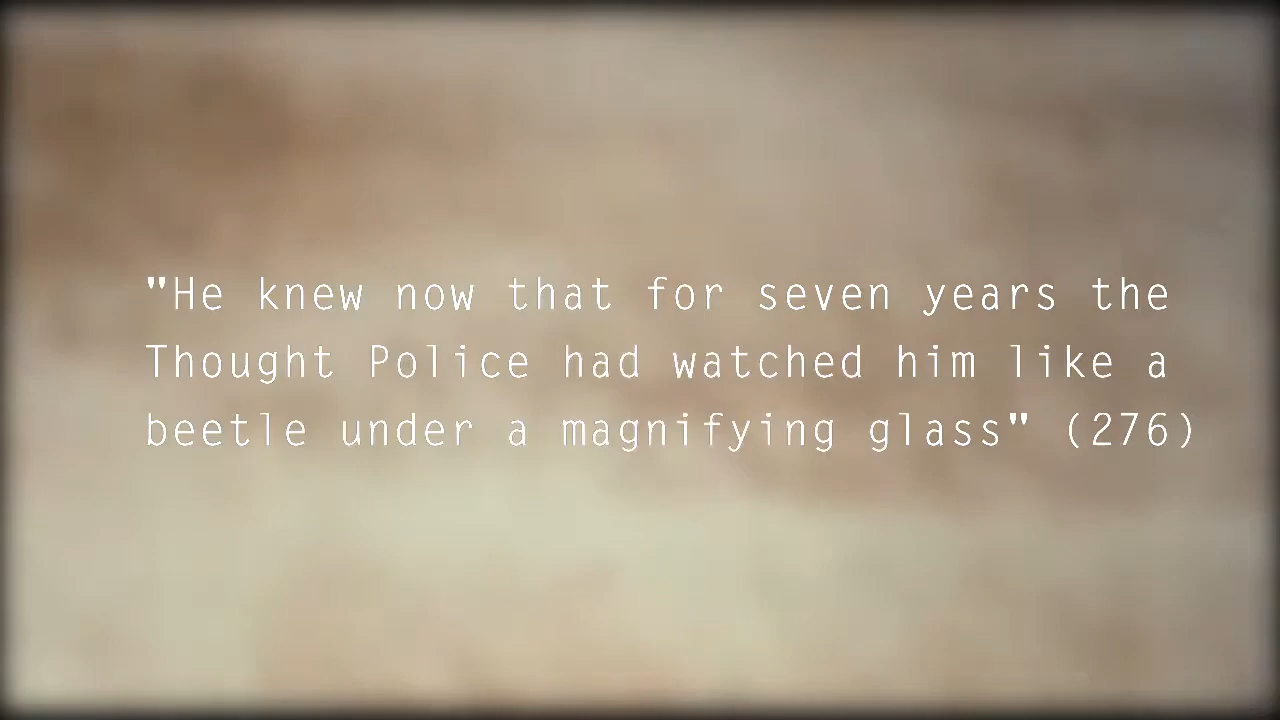 "He knew now that for seven years the
Thought Police had watched him like a
beetle under a magnifying glass" (276)